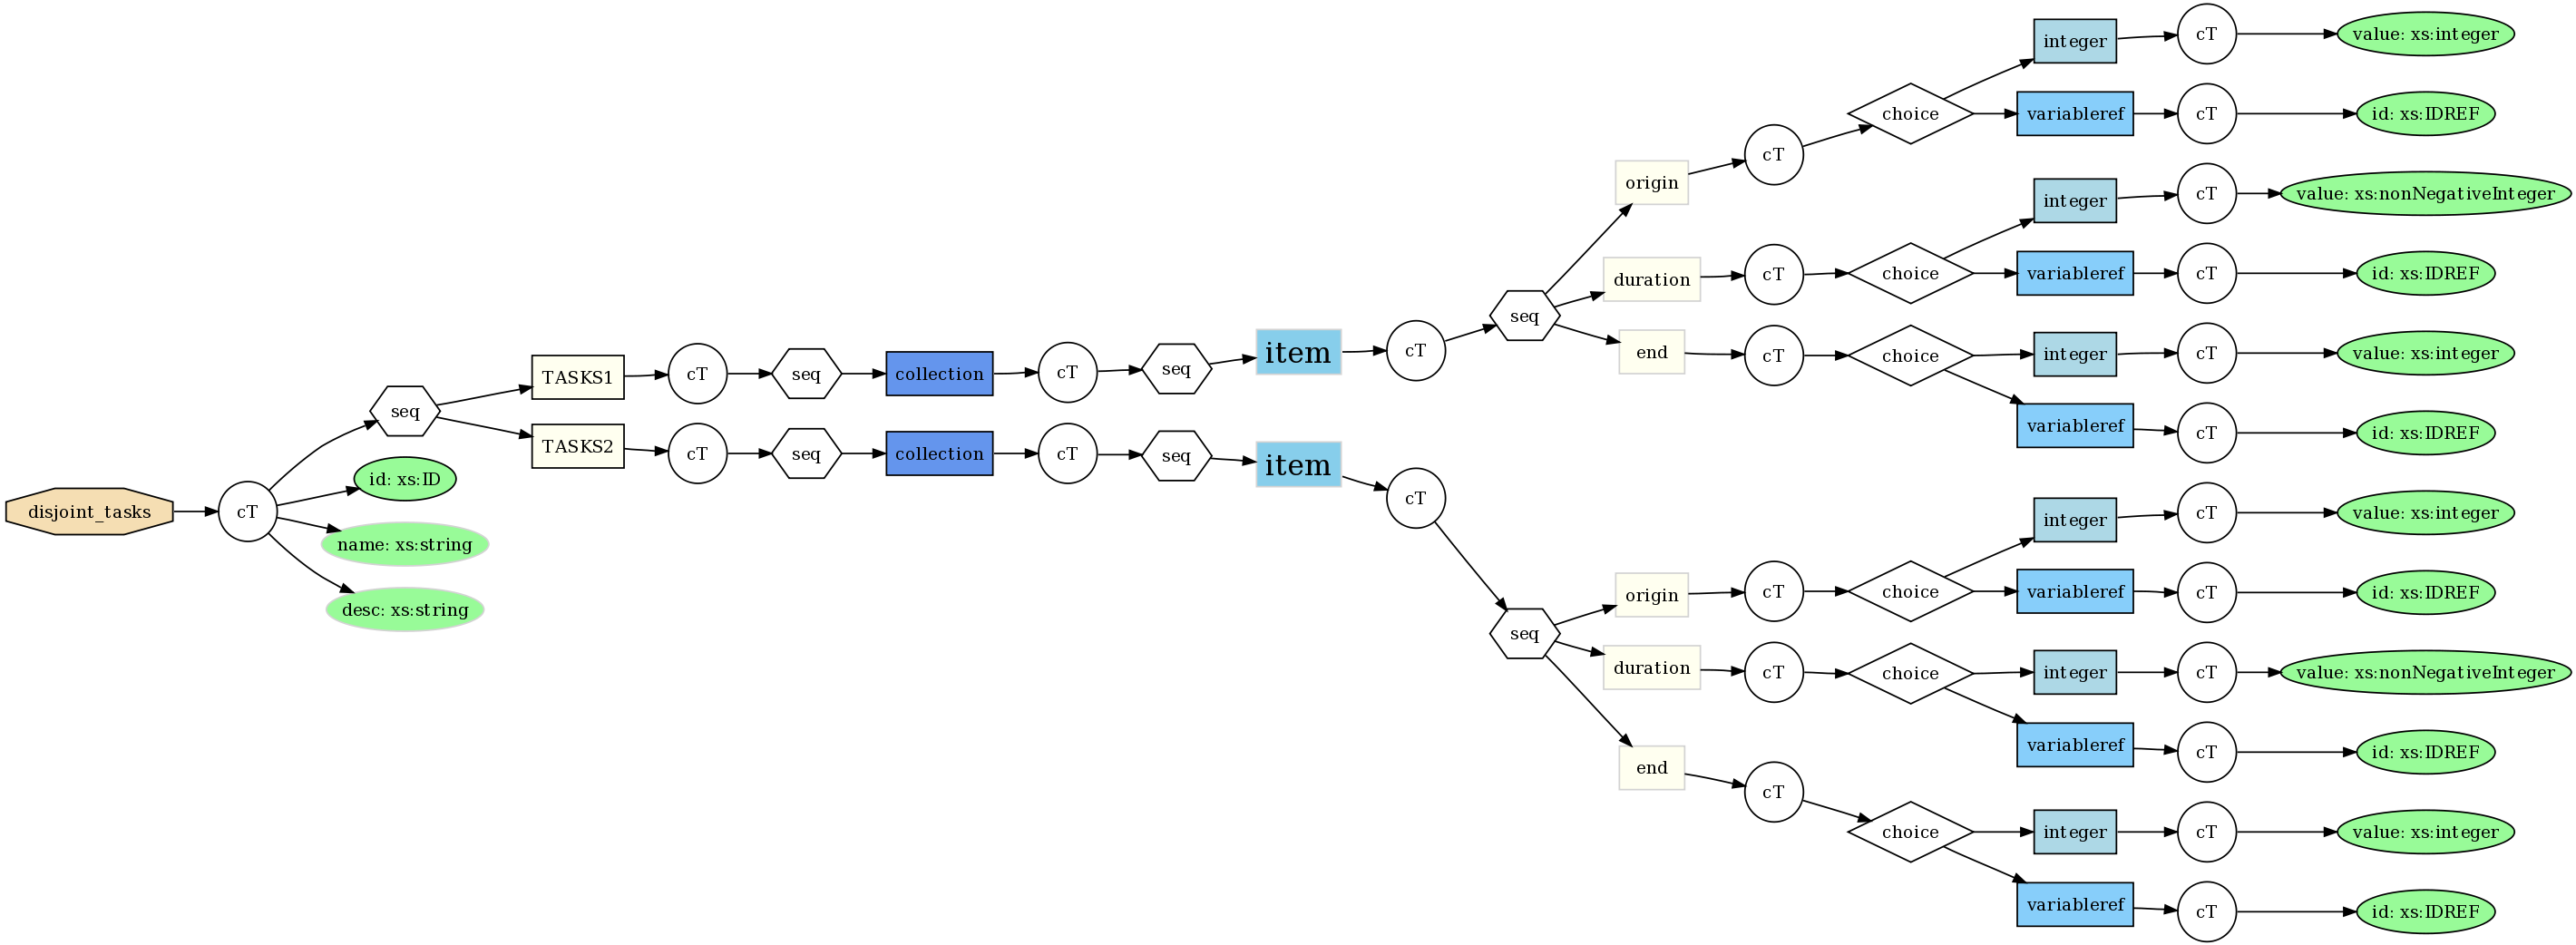 disjoint_tasks
cT
seq
id: xs:ID
name: xs:string
desc: xs:string
TASKS1
cT
seq
collection
cT
seq
item
cT
seq
origin
cT
choice
integer
cT
value: xs:integer
variableref
cT
id: xs:IDREF
duration
cT
choice
integer
cT
value: xs:nonNegativeInteger
variableref
cT
id: xs:IDREF
end
cT
choice
integer
cT
value: xs:integer
variableref
cT
id: xs:IDREF
TASKS2
cT
seq
collection
cT
seq
item
cT
seq
origin
cT
choice
integer
cT
value: xs:integer
variableref
cT
id: xs:IDREF
duration
cT
choice
integer
cT
value: xs:nonNegativeInteger
variableref
cT
id: xs:IDREF
end
cT
choice
integer
cT
value: xs:integer
variableref
cT
id: xs:IDREF